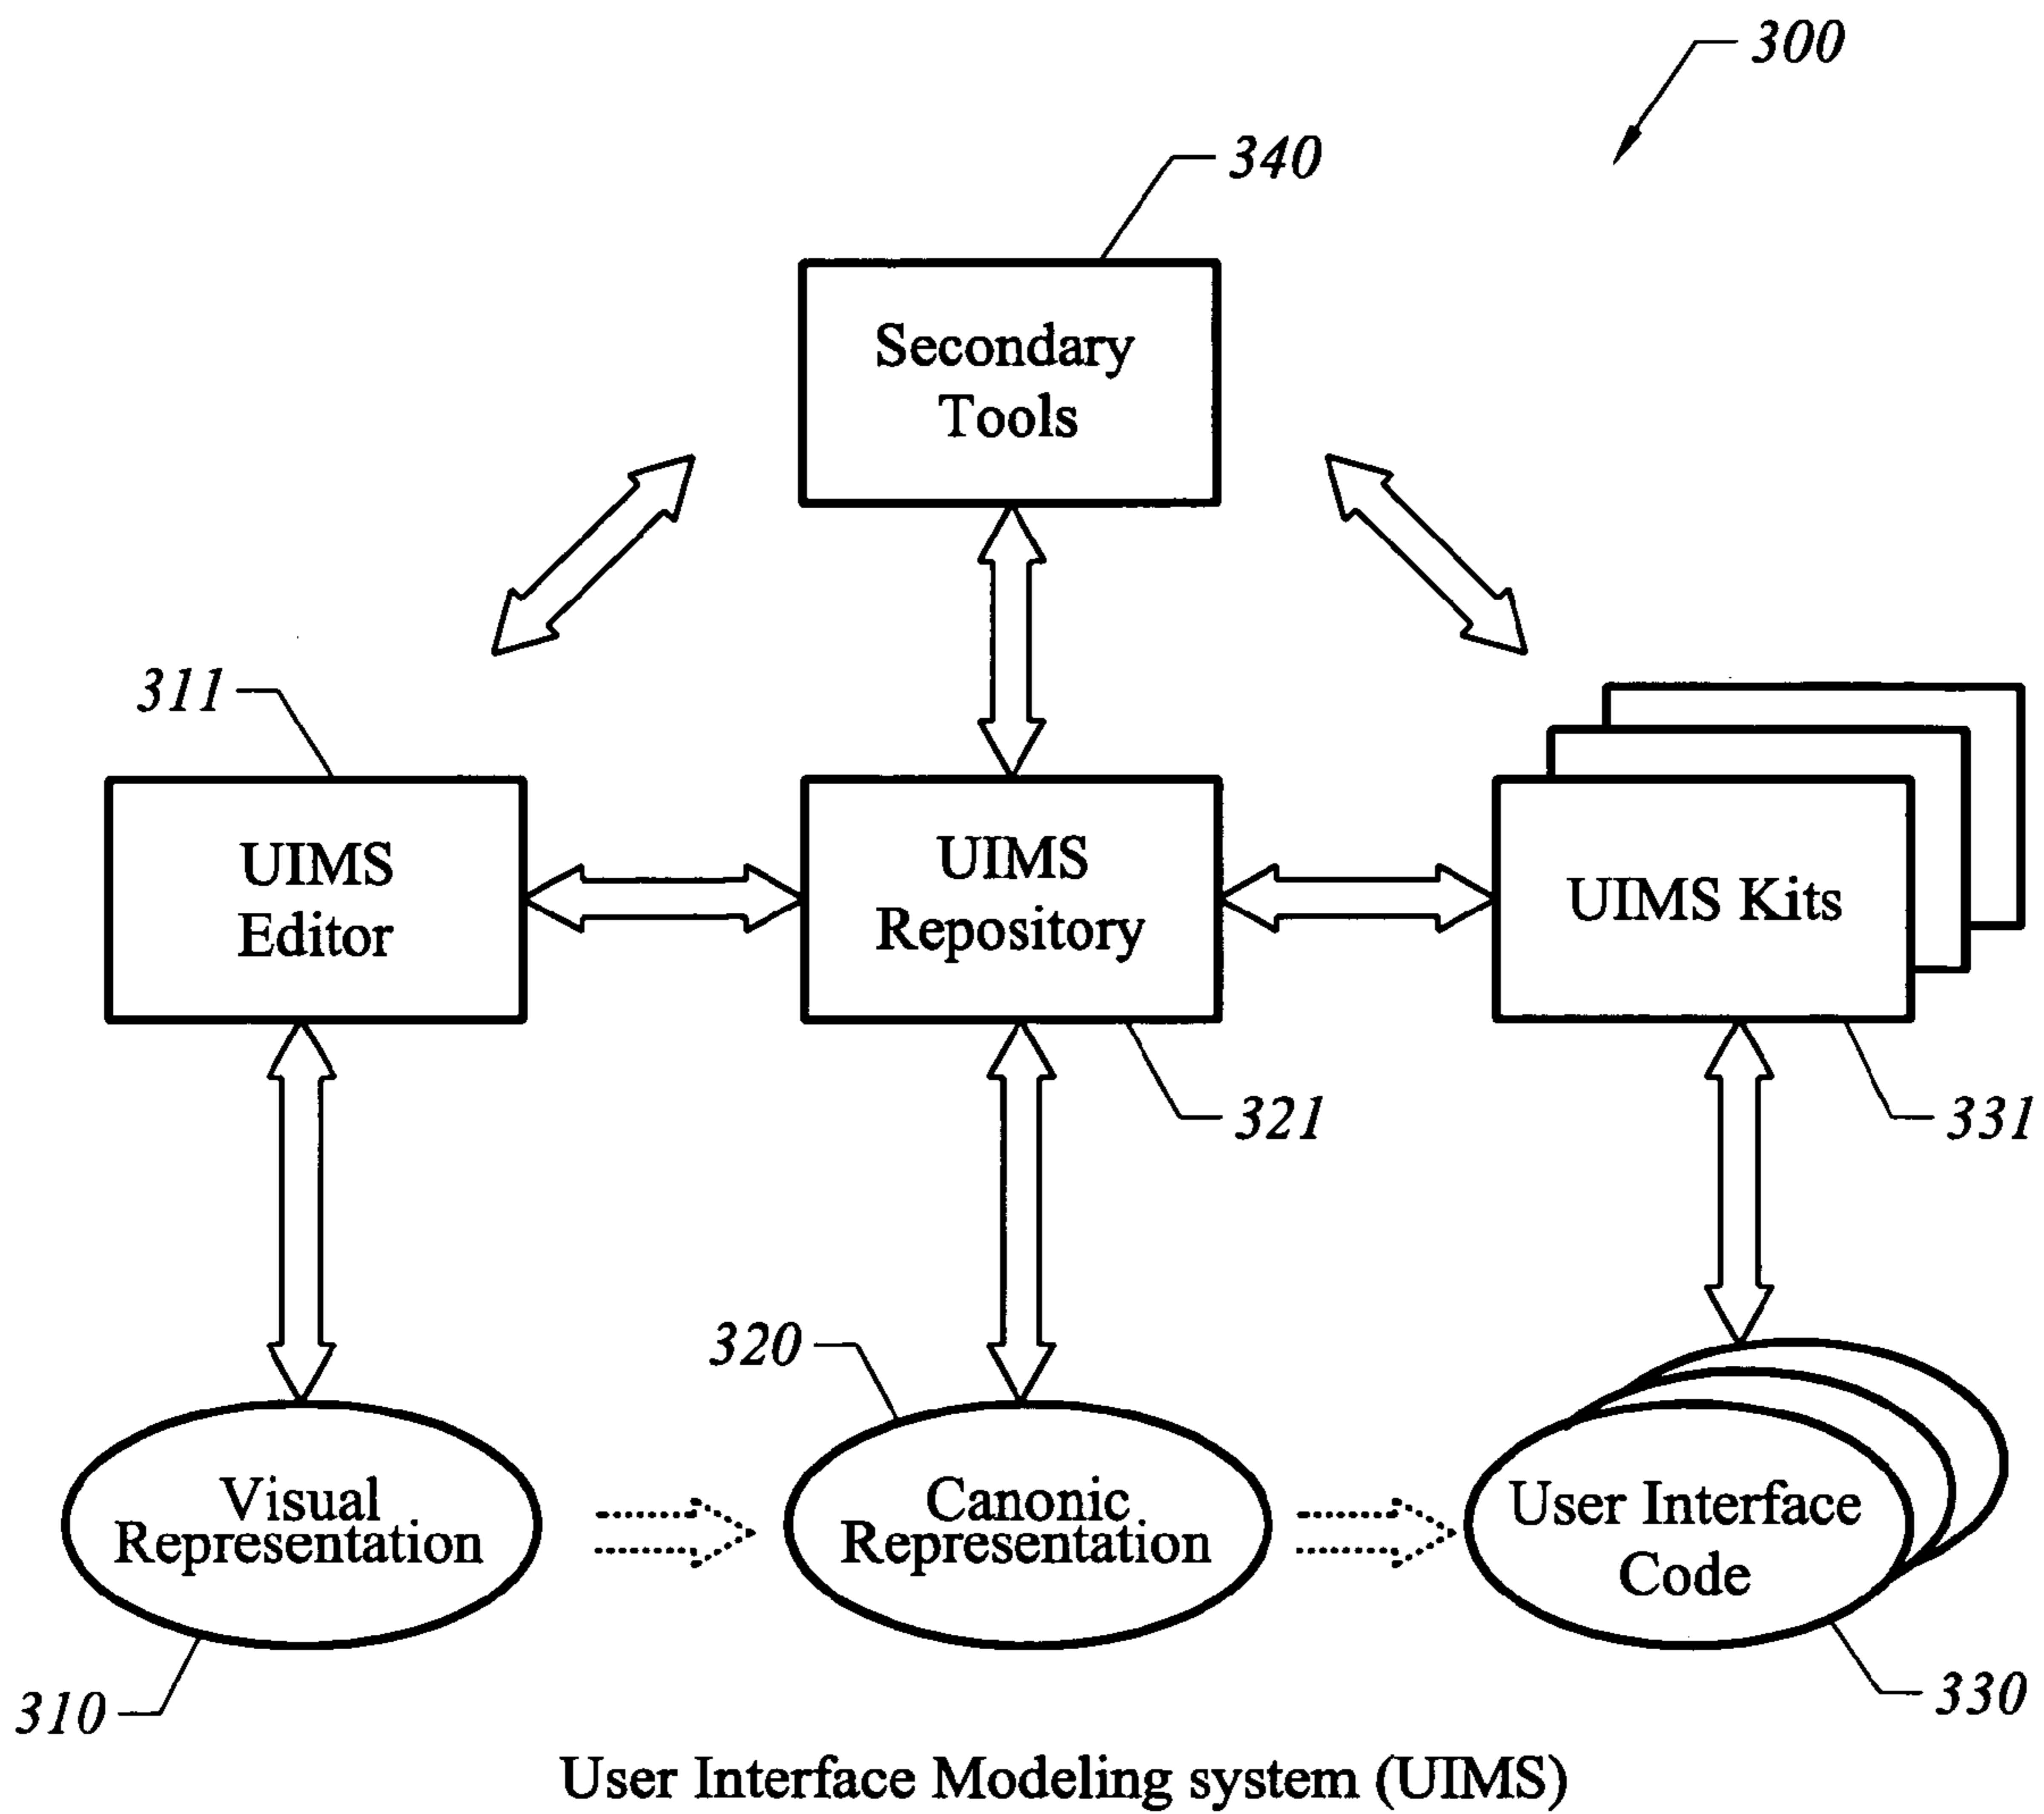 300
340
Secondary
Tools
311
UIMS
Editor
UIMS
Repository
UIMS Kits
321
331
320
Visual
Representation
Canonic
Representation
User Interface
Code
310
330
User Interface Modeling system (UIMS)